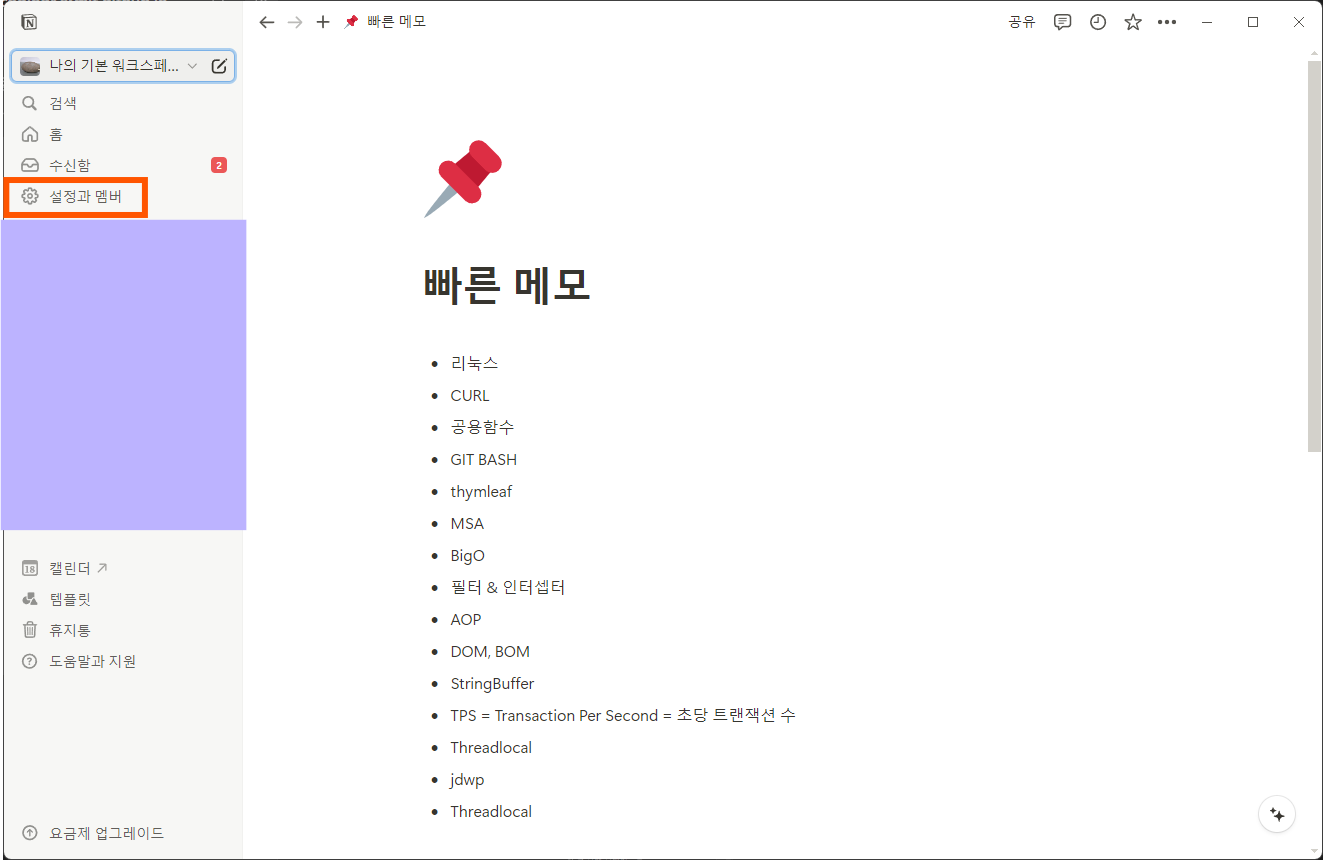 빠른 메모
공유
나의 기본 워크스페...
검색
홈
수신함 2
설정과 멤버
18 캘린더
템플릿
휴지통
도움말과 지원
요금제 업그레이드
빠른 메모
• 리눅스
• CURL
• 공용함수
• GIT BASH
• thymleaf
• MSA
• BigO
• 필터 & 인터셉터
• AOP
• DOM, BOM
• StringBuffer
• TPS = Transaction Per Second = 초당 트랜잭션 수
• Threadlocal
• jdwp
• Threadlocal